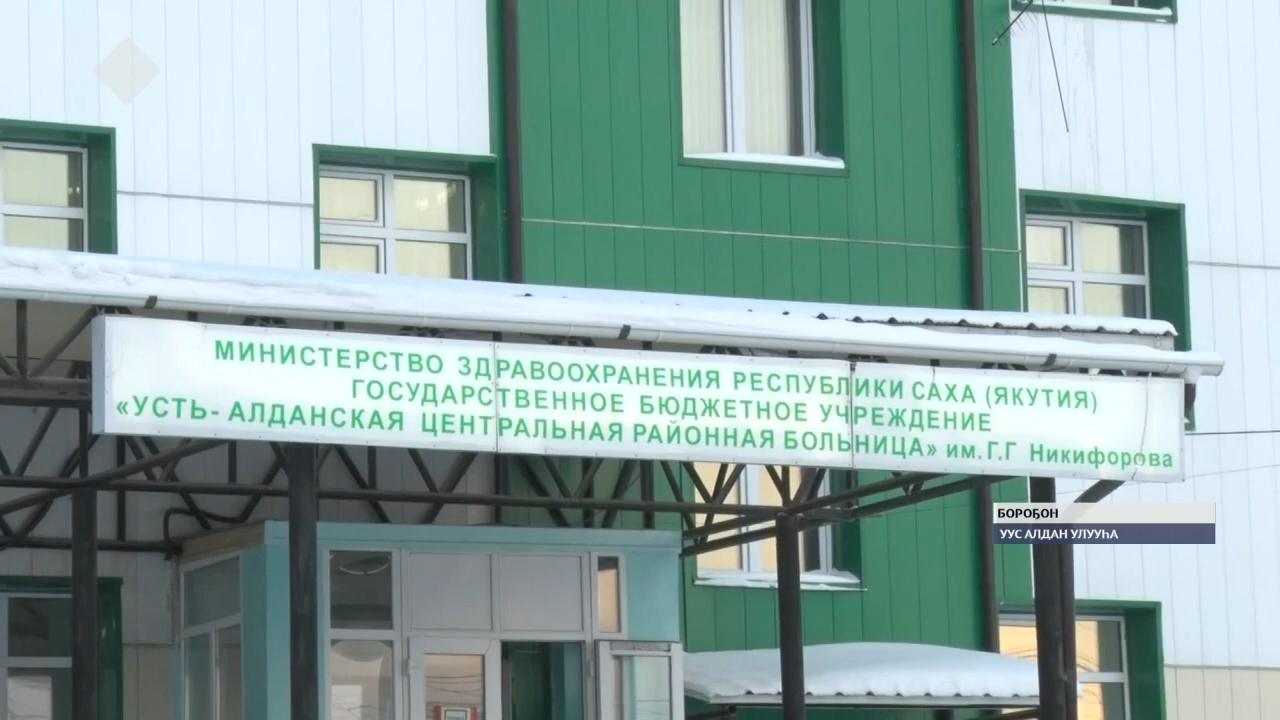 МИНИСТЕРСТВО ЗДРАВООХРАНЕНИЯ РЕСПУБЛИКИ САХА (ЯКУТИЯ)
ГОСУДАРСТВЕННОЕ БЮДЖЕТНОЕ УЧРЕЖДЕНИЕ
«УСТЬ- АЛДАНСКАЯ ЦЕНТРАЛЬНАЯ РАЙОННАЯ БОЛЬНИЦА» им.Г.Г Никифорова
БОРОҔОН
УУС АЛДАН УЛУУҺА